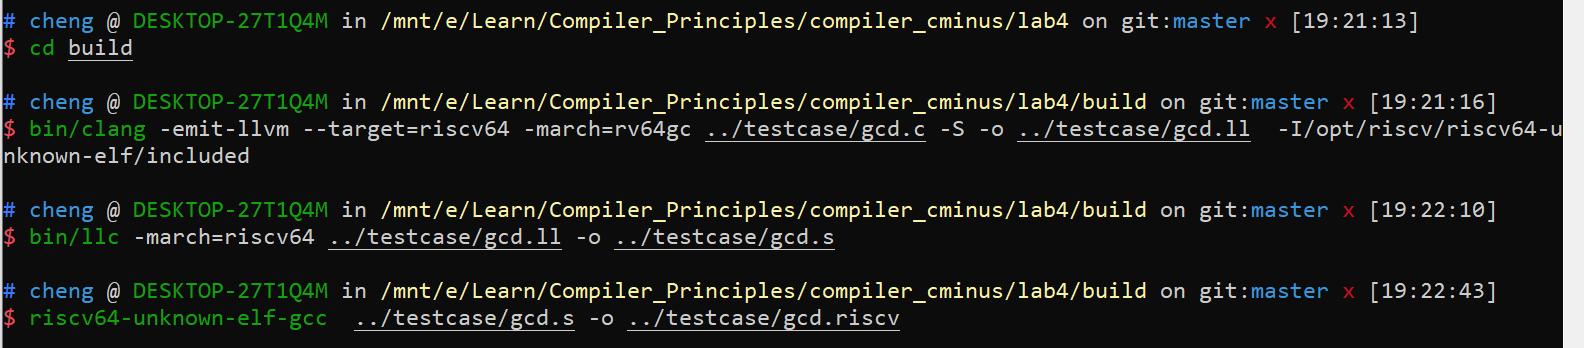 # cheng @ DESKTOP-27T1Q4M in /mnt/e/Learn/Compiler_Principles/compiler_cminus/lab4 on git:master x [19:21:13]
$ cd build
# cheng @ DESKTOP-27T1Q4M in /mnt/e/Learn/Compiler_Principles/compiler_cminus/lab4/build on git:master x [19:21:16]
$ bin/clang -emit-llvm --target=riscv64 -march=rv64gc ../testcase/gcd.c -S -o ../testcase/gcd.ll  -I/opt/riscv/riscv64-u
nknown-elf/included
# cheng @ DESKTOP-27T1Q4M in /mnt/e/Learn/Compiler_Principles/compiler_cminus/lab4/build on git:master x [19:22:10]
$ bin/llc -march=riscv64 ../testcase/gcd.ll -o ../testcase/gcd.s
# cheng @ DESKTOP-27T1Q4M in /mnt/e/Learn/Compiler_Principles/compiler_cminus/lab4/build on git:master x [19:22:43]
$ riscv64-unknown-elf-gcc  ../testcase/gcd.s -o ../testcase/gcd.riscv